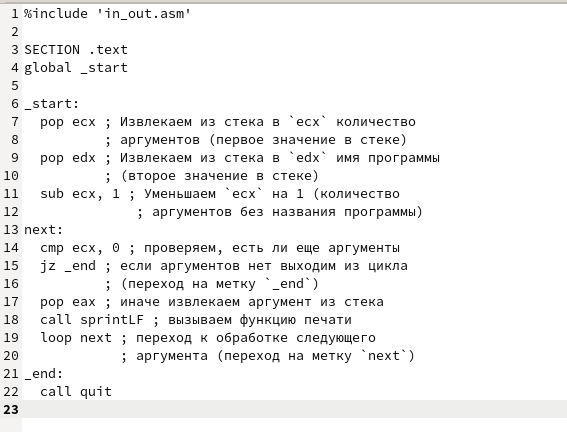 1 %include 'in_out.asm'
2
3 SECTION .text
4 global _start
5
6 _start:
7   pop ecx ; Извлекаем из стека в `ecx` количество
8           ; аргументов (первое значение в стеке)
9   pop edx ; Извлекаем из стека в `edx` имя программы
10           ; (второе значение в стеке)
11   sub ecx, 1 ; Уменьшаем `ecx` на 1 (количество
12               ; аргументов без названия программы)
13 next:
14   cmp ecx, 0 ; проверяем, есть ли еще аргументы
15   jz _end ; если аргументов нет выходим из цикла
16           ; (переход на метку `_end`)
17   pop eax ; иначе извлекаем аргумент из стека
18   call sprintLF ; вызываем функцию печати
19   loop next ; переход к обработке следующего
20             ; аргумента (переход на метку `next`)
21 _end:
22   call quit
23